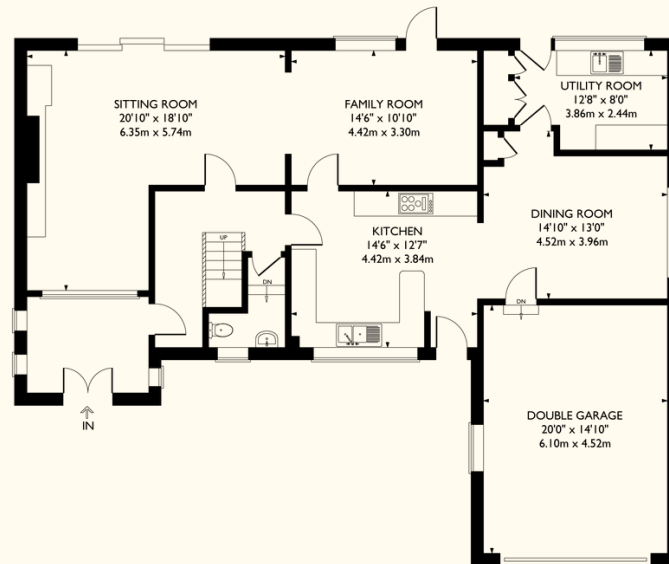 SITTING ROOM
20'10" x 18'10"
6.35m x 5.74m
FAMILY ROOM
14'6" x 10'10"
4.42m x 3.30m
UTILITY ROOM
12'8" x 8'0"
3.86m x 2.44m
KITCHEN
14'6" x 12'7"
4.42m x 3.84m
DINING ROOM
14'10" x 13'0"
4.52m x 3.96m
UP
DN
DN
IN
DOUBLE GARAGE
20'0" x 14'10"
6.10m x 4.52m